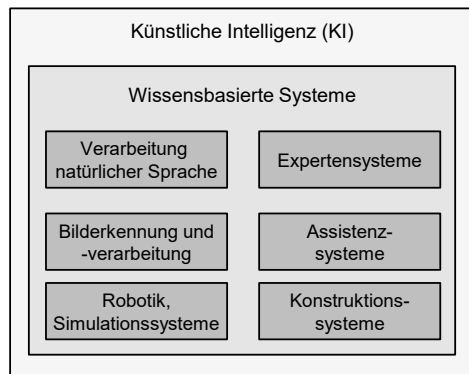 Künstliche Intelligenz (KI)
Wissensbasierte Systeme
Verarbeitung
natürlicher Sprache
Expertensysteme
Bilderkennung und
-verarbeitung
Assistenz-
systeme
Robotik,
Simulationssysteme
Konstruktions-
systeme